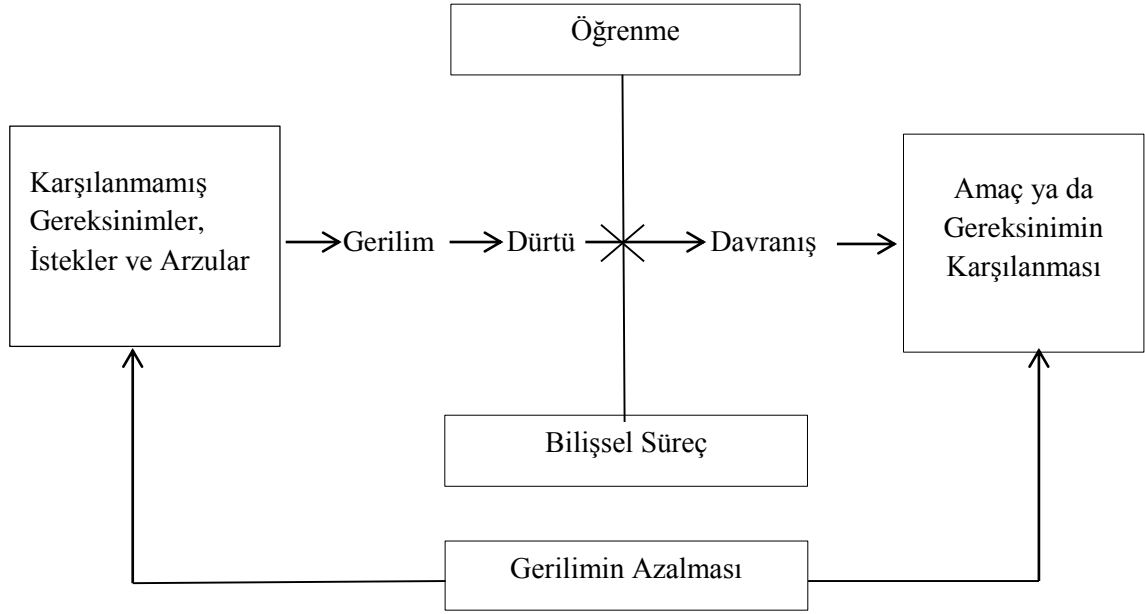 Öğrenme
Karşılanmamış
Gereksinimler,
İstekler ve Arzular
Gerilim
Dürtü
Davranış
Amaç ya da
Gereksinimin
Karşılanması
Bilişsel Süreç
Gerilimin Azalması